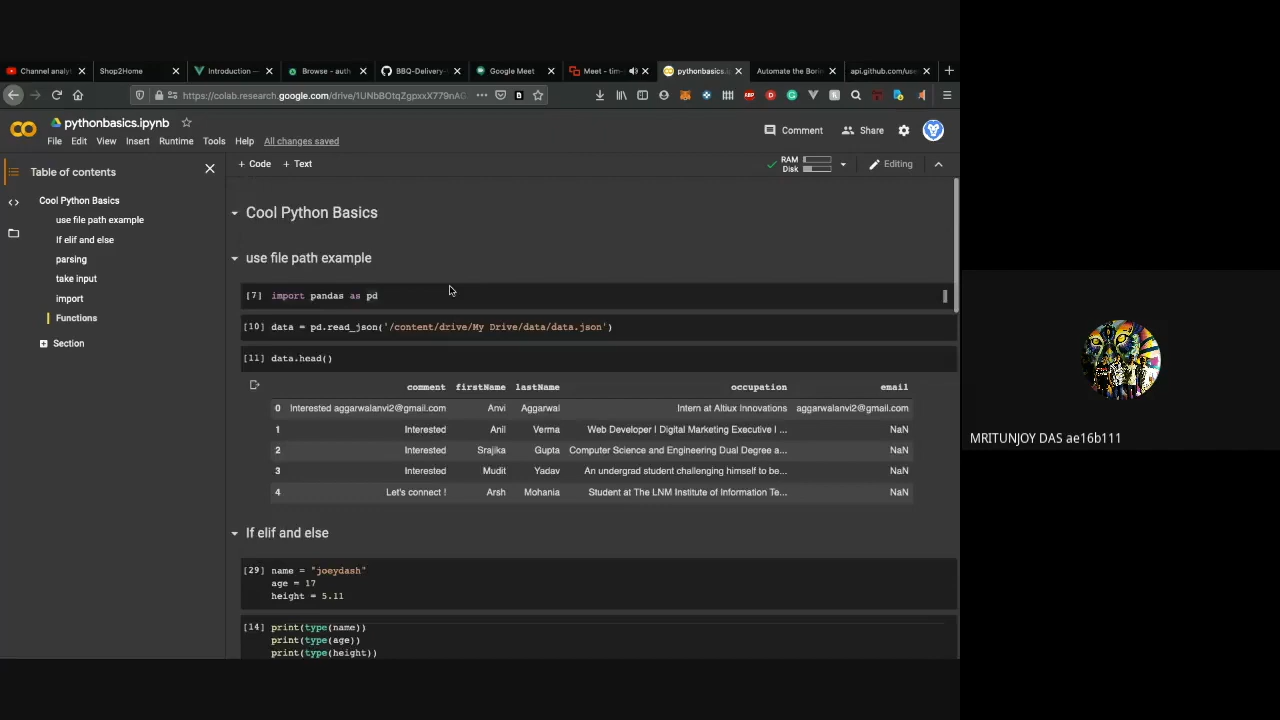 Channel analyt
Shop2Home
Introduction —
Browse - auth
BBQ-Delivery-
Google Meet
Meet - tim-
pythonbasics.i
Automate the Borin
api.github.com/use
https://colab.research.google.com/drive/1UNbBOtqZgpxxX779nAG
pythonbasics.ipynb
Comment
Share
File Edit View Insert Runtime Tools Help All changes saved
Table of contents
+ Code + Text
RAM
Disk
Editing
Cool Python Basics
use file path example
If elif and else
parsing
take input
import
Functions
Section
Cool Python Basics
use file path example
[7] import pandas as pd
[10] data = pd.read_json('/content/drive/My Drive/data/data.json')
[11] data.head()
comment firstName lastName occupation email
0 Interested aggarwalanvi2@gmail.com Anvi Aggarwal Intern at Altiux Innovations aggarwalanvi2@gmail.com
1 Interested Anil Verma Web Developer I Digital Marketing Executive I ... NaN
2 Interested Srajika Gupta Computer Science and Engineering Dual Degree a... NaN
3 Interested Mudit Yadav An undergrad student challenging himself to be... NaN
4 Let's connect ! Arsh Mohania Student at The LNM Institute of Information Te... NaN
If elif and else
[29] name = "joeydash"
age = 17
height = 5.11
[14] print(type(name))
print(type(age))
print(type(height))
MRITUNJOY DAS ae16b111